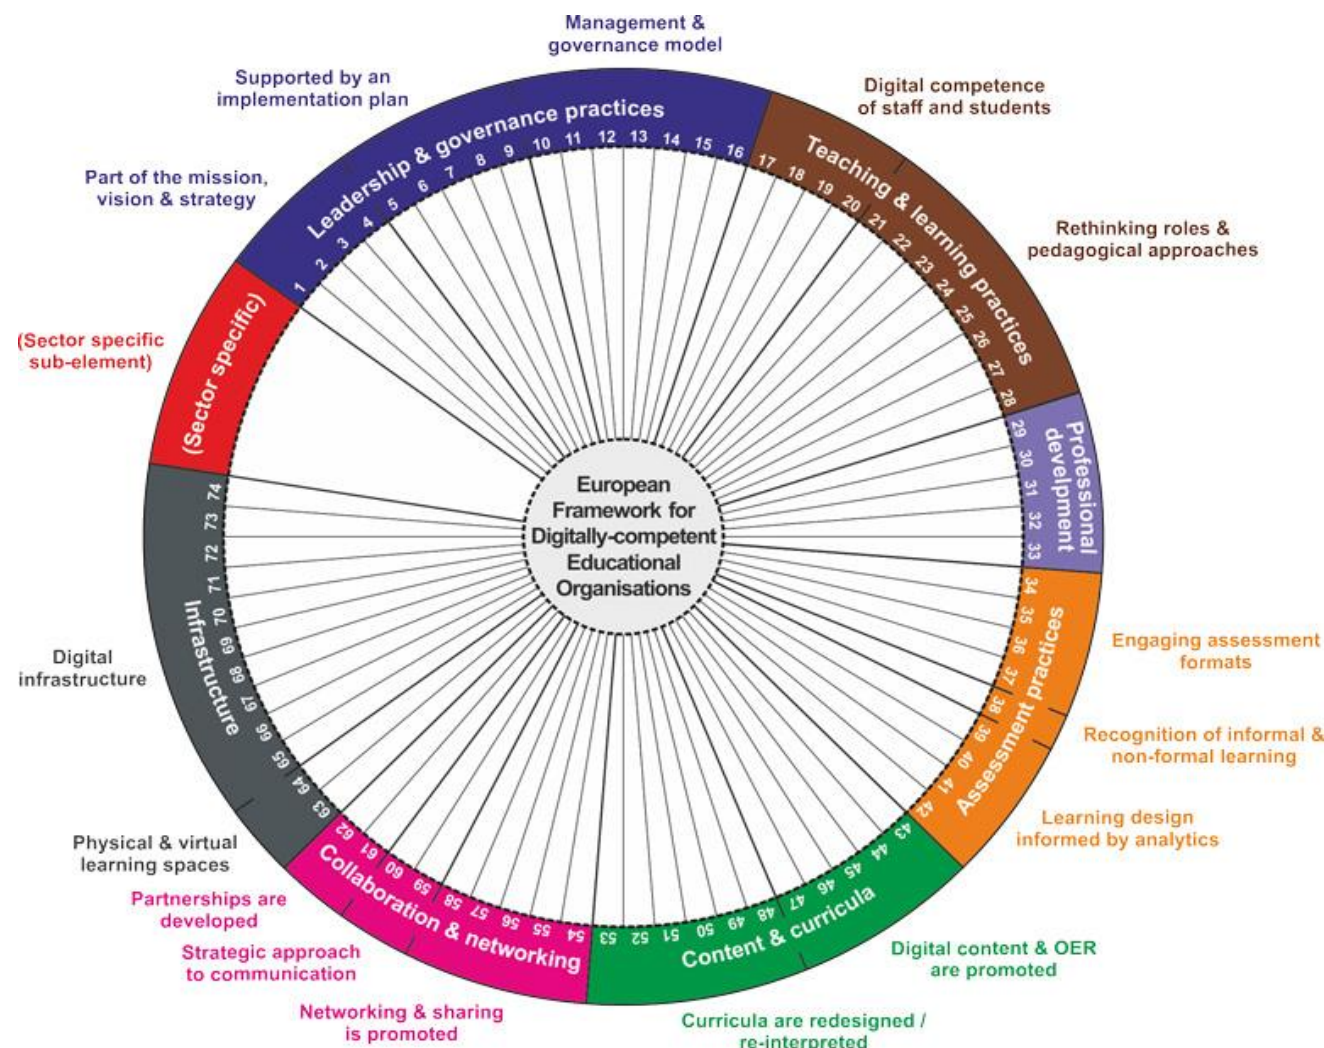 Management &
governance model
Supported by an
implementation plan
Part of the mission,
vision & strategy
Digital competence
of staff and students
Rethinking roles &
pedagogical approaches
(Sector specific
sub-element)
Leadership & governance practices
Teaching & learning practices
Professional
develpment
Assessment practices
Content & curricula
Collaboration & networking
Infrastructure
(Sector specific)
1
2
3
4
5
6
7
8
9
10
11
12
13
14
15
16
17
18
19
20
21
22
23
24
25
26
27
28
29
30
31
32
33
34
35
36
37
38
39
40
41
42
43
44
45
46
47
48
49
50
51
52
53
54
55
56
57
58
59
60
61
62
63
64
65
66
67
68
69
70
71
72
73
74
European
Framework for
Digitally-competent
Educational
Organisations
Engaging assessment
formats
Recognition of informal &
non-formal learning
Learning design
informed by analytics
Digital content & OER
are promoted
Curricula are redesigned /
re-interpreted
Networking & sharing
is promoted
Strategic approach
to communication
Partnerships are
developed
Physical & virtual
learning spaces
Digital
infrastructure